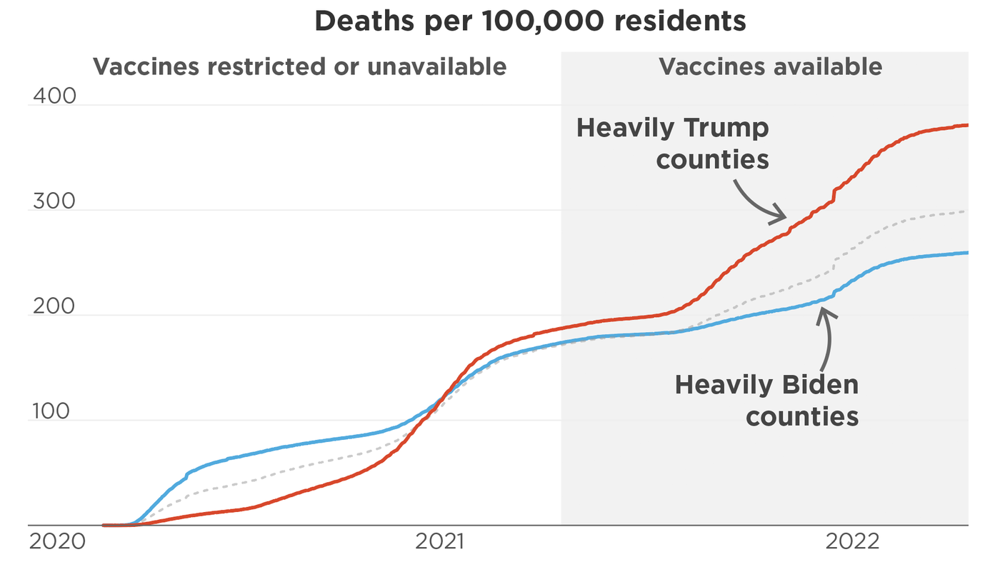 Deaths per 100,000 residents
Vaccines restricted or unavailable
Vaccines available
400
Heavily Trump
counties
300
200
Heavily Biden
counties
100
2020
2021
2022